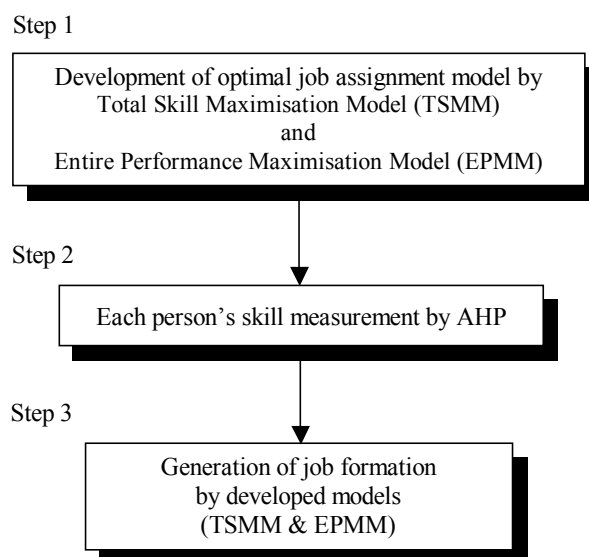 Step 1
Development of optimal job assignment model by
Total Skill Maximisation Model (TSMM)
and
Entire Performance Maximisation Model (EPMM)
Step 2
Each person's skill measurement by AHP
Step 3
Generation of job formation
by developed models
(TSMM & EPMM)